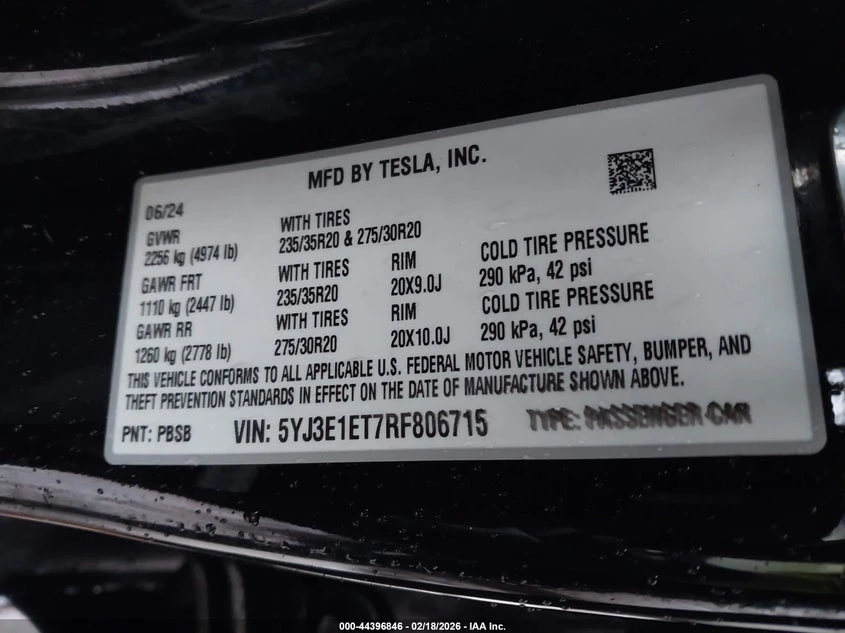 MFD BY TESLA, INC.
06/24
GVWR
2256 kg (4974 lb)
WITH TIRES
235/35R20 & 275/30R20
GAWR FRT
1110 kg (2447 lb)
WITH TIRES
235/35R20
RIM
20X9.0J
COLD TIRE PRESSURE
290 kPa, 42 psi
GAWR RR
1260 kg (2778 lb)
WITH TIRES
275/30R20
RIM
20X10.0J
COLD TIRE PRESSURE
290 kPa, 42 psi
THIS VEHICLE CONFORMS TO ALL APPLICABLE U.S. FEDERAL MOTOR VEHICLE SAFETY, BUMPER, AND
THEFT PREVENTION STANDARDS IN EFFECT ON THE DATE OF MANUFACTURE SHOWN ABOVE.
PNT: PBSB VIN: 5YJ3E1ET7RF806715 TYPE: PASSENGER CAR
000-44396846 - 02/18/2026 - IAA Inc.